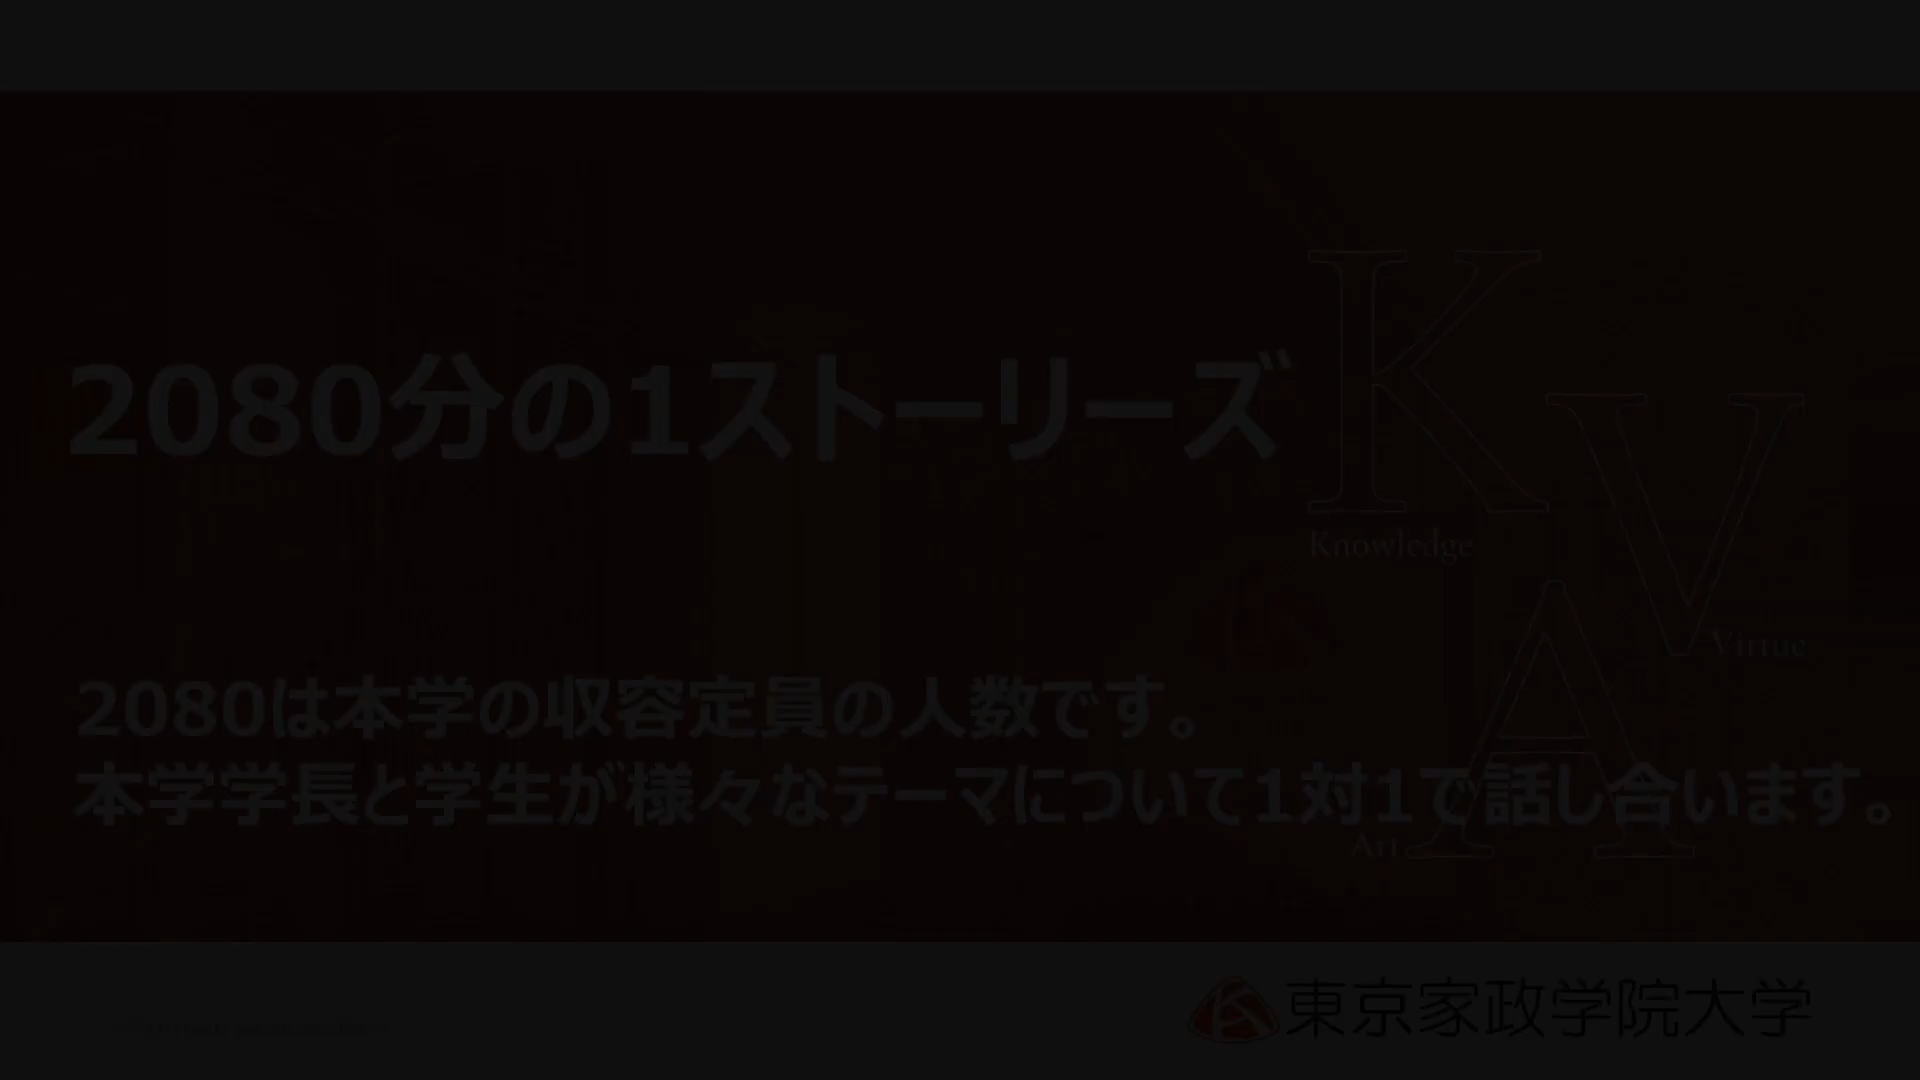 2080分の1ストーリーズ
Knowledge
Virtue
2080は本学の収容定員の人数です。
本学学長と学生が様々なテーマについて1対1で話し合います。
Art
東京家政学院大学